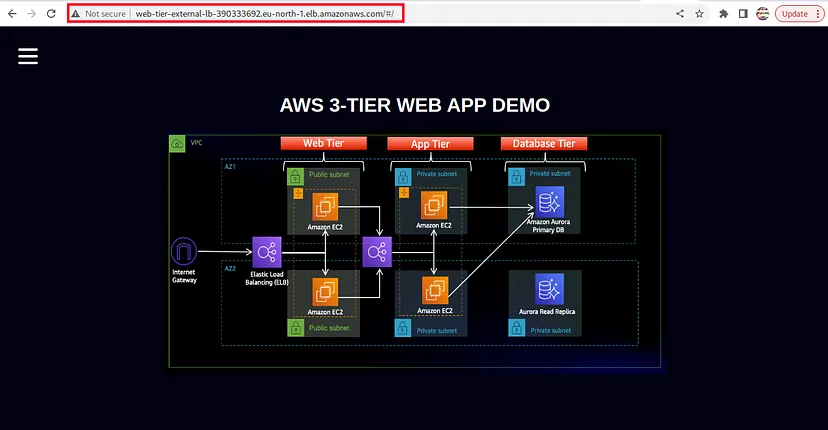 Not secure | web-tier-external-lb-390333692.eu-north-1.elb.amazonaws.com/#/
Update
AWS 3-TIER WEB APP DEMO
VPC
Web Tier
App Tier
Database Tier
AZ1
Public subnet
Private subnet
Private subnet
Amazon EC2
Amazon EC2
Amazon Aurora
Primary DB
Internet
Gateway
Elastic Load
Balancing (ELB)
AZ2
Amazon EC2
Amazon EC2
Aurora Read Replica
Public subnet
Private subnet
Private subnet